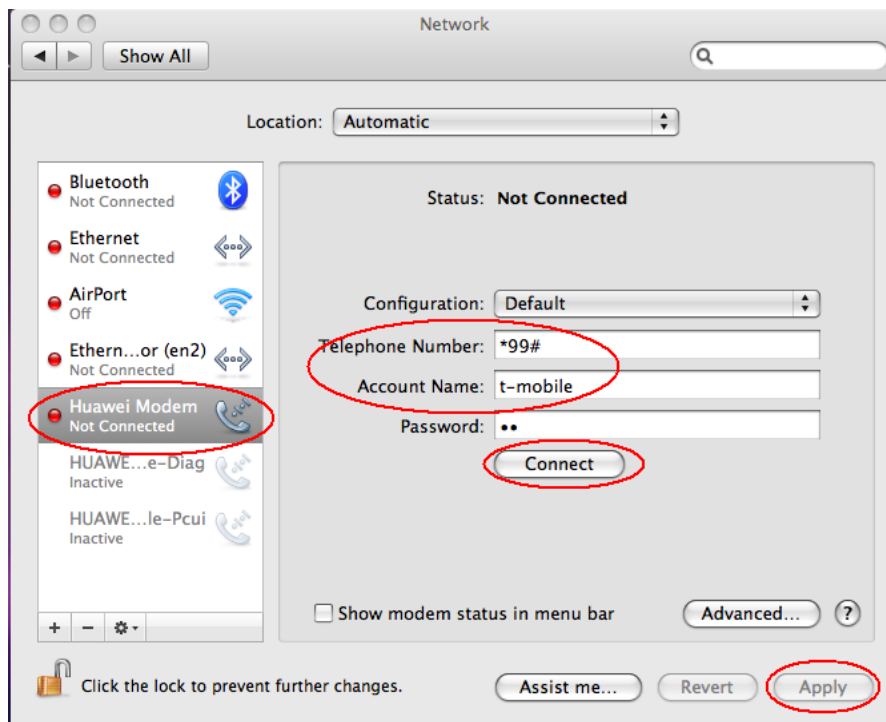 Network
Show All
Location: Automatic
Bluetooth
Not Connected
Ethernet
Not Connected
AirPort
Off
Ethern...or (en2)
Not Connected
Huawei Modem
Not Connected
HUAWE...e-Diag
Inactive
HUAWE...le-Pcui
Inactive
Status: Not Connected
Configuration: Default
Telephone Number: *99#
Account Name: t-mobile
Password: ••
Connect
Show modem status in menu bar
Advanced... ?
Click the lock to prevent further changes.
Assist me... Revert Apply